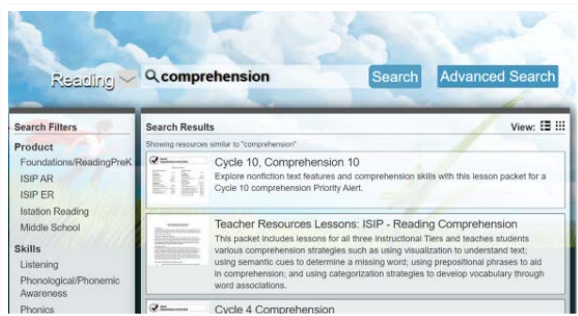 Reading
comprehension
Search
Advanced Search
Search Filters
Product
Foundations/ReadingPreK
ISIP AR
ISIP ER
Istation Reading
Middle School
Skills
Listening
Phonological/Phonemic
Awareness
Phonics
Search Results
View:
Showing resources similar to "comprehension"
Cycle 10, Comprehension 10
Explore nonfiction text features and comprehension skills with this lesson packet for a
Cycle 10 comprehension Priority Alert.
Teacher Resources Lessons: ISIP - Reading Comprehension
This packet includes lessons for all three instructional Tiers and teaches students
various comprehension strategies such as using visualization to understand text;
using semantic cues to determine a missing word; using prepositional phrases to aid
in comprehension; and using categorization strategies to develop vocabulary through
word associations.
Cycle 4 Comprehension